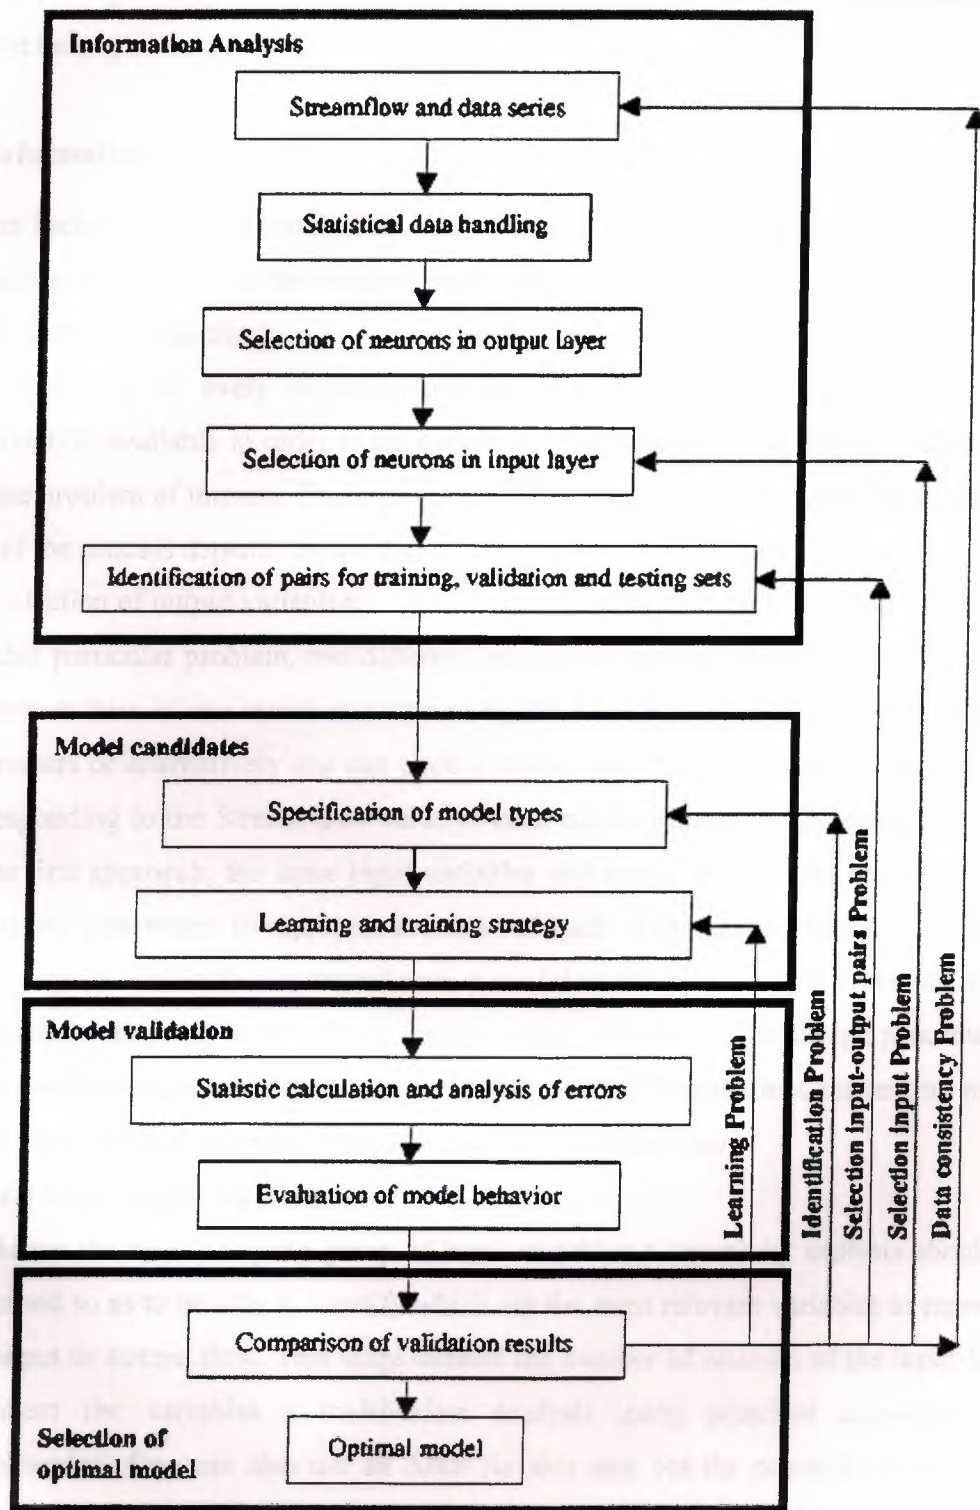 Information Analysis
Streamflow and data series
Statistical data handling
Selection of neurons in output layer
Selection of neurons in input layer
Identification of pairs for training, validation and testing sets
Model candidates
Specification of model types
Learning and training strategy
Model validation
Statistic calculation and analysis of errors
Evaluation of model behavior
Comparison of validation results
Selection of
optimal model
Optimal model
Learning Problem
Identification Problem
Selection input-output pairs Problem
Selection input Problem
Data consistency Problem